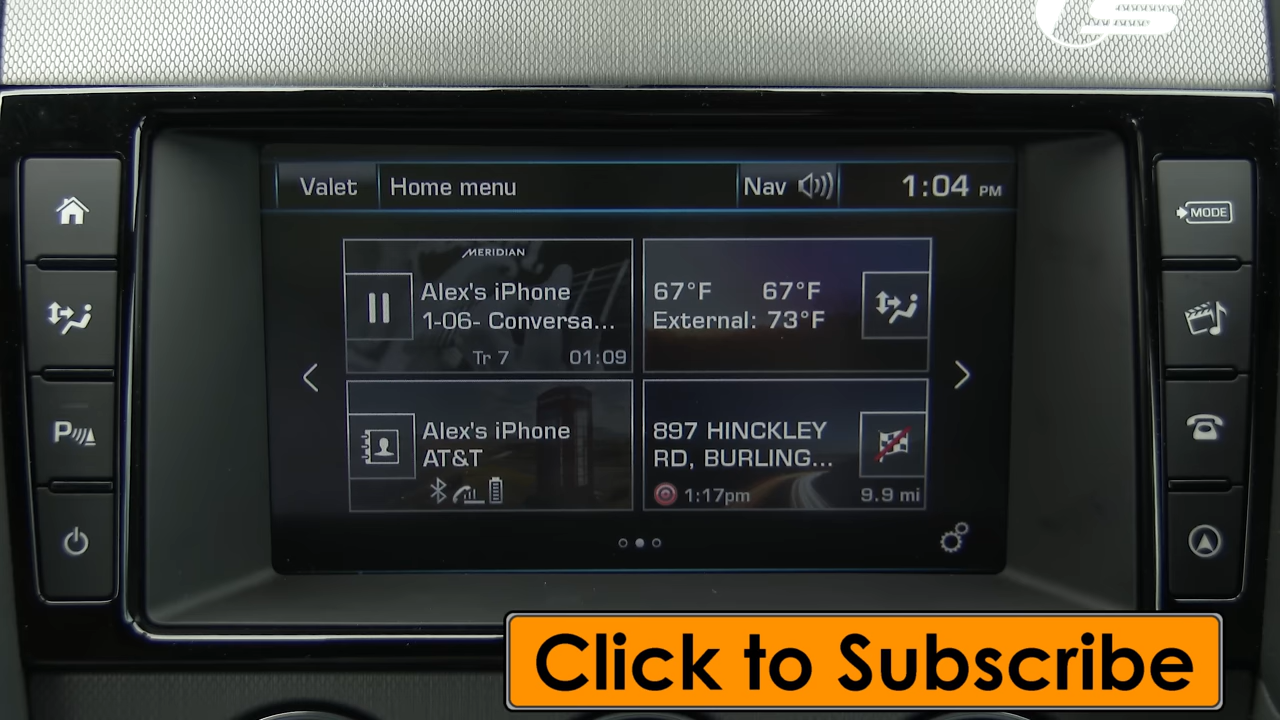 Valet
Home menu
Nav
1:04 PM
MODE
MERIDIAN
Alex's iPhone
1-06- Conversa...
Tr 7
01:09
67°F
67°F
External: 73°F
P
Alex's iPhone
AT&T
897 HINCKLEY
RD, BURLING...
1:17pm
9.9 mi
Click to Subscribe